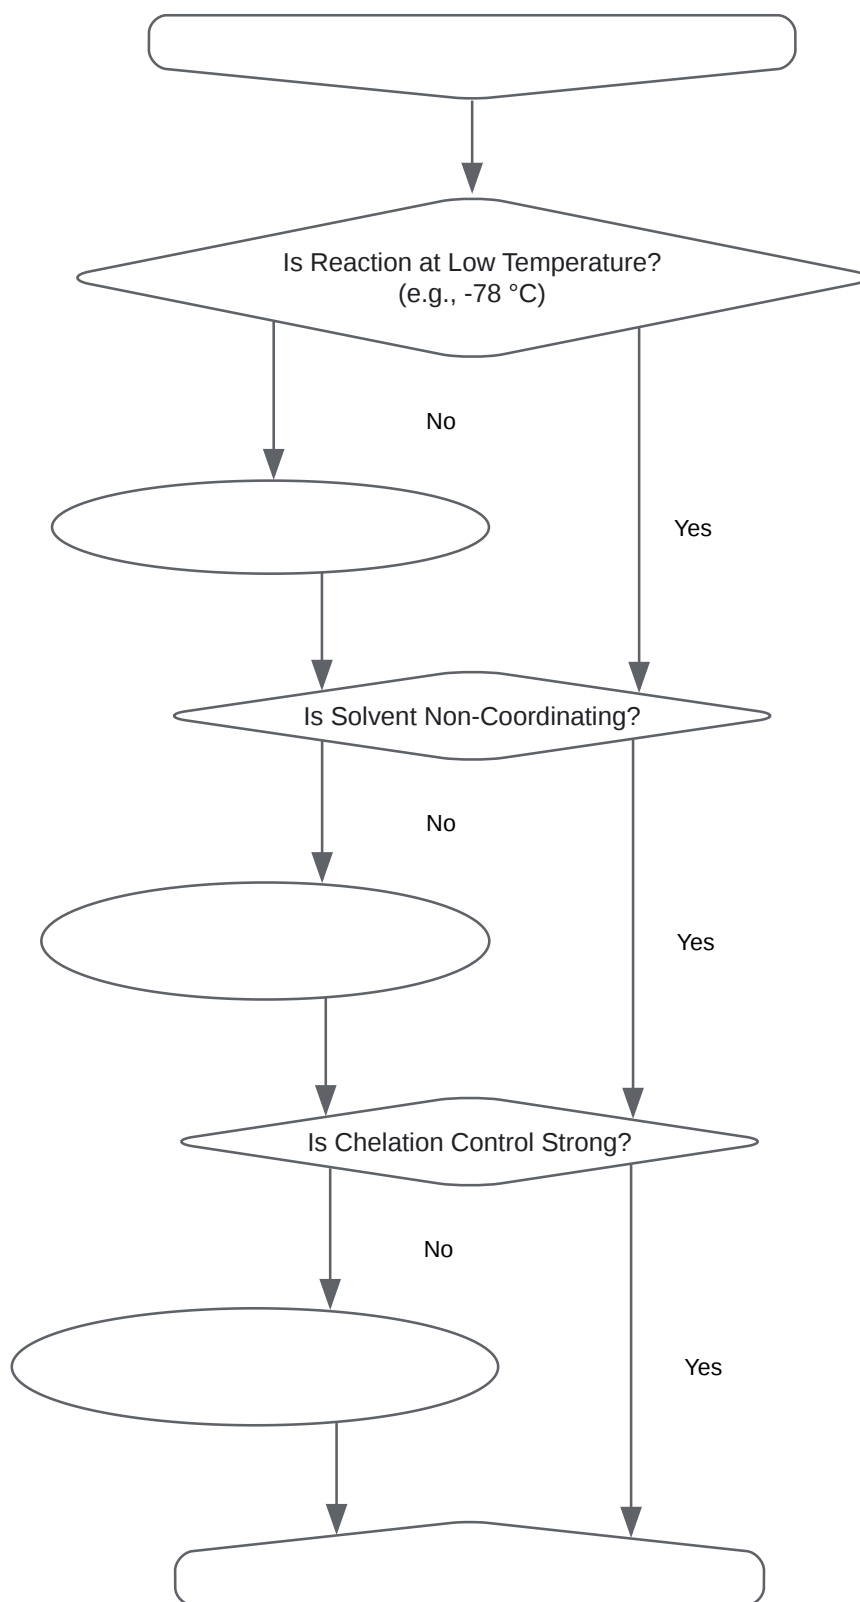 Is Reaction at Low Temperature?
(e.g., -78 °C)
No
Yes
Is Solvent Non-Coordinating?
No
Yes
Is Chelation Control Strong?
No
Yes